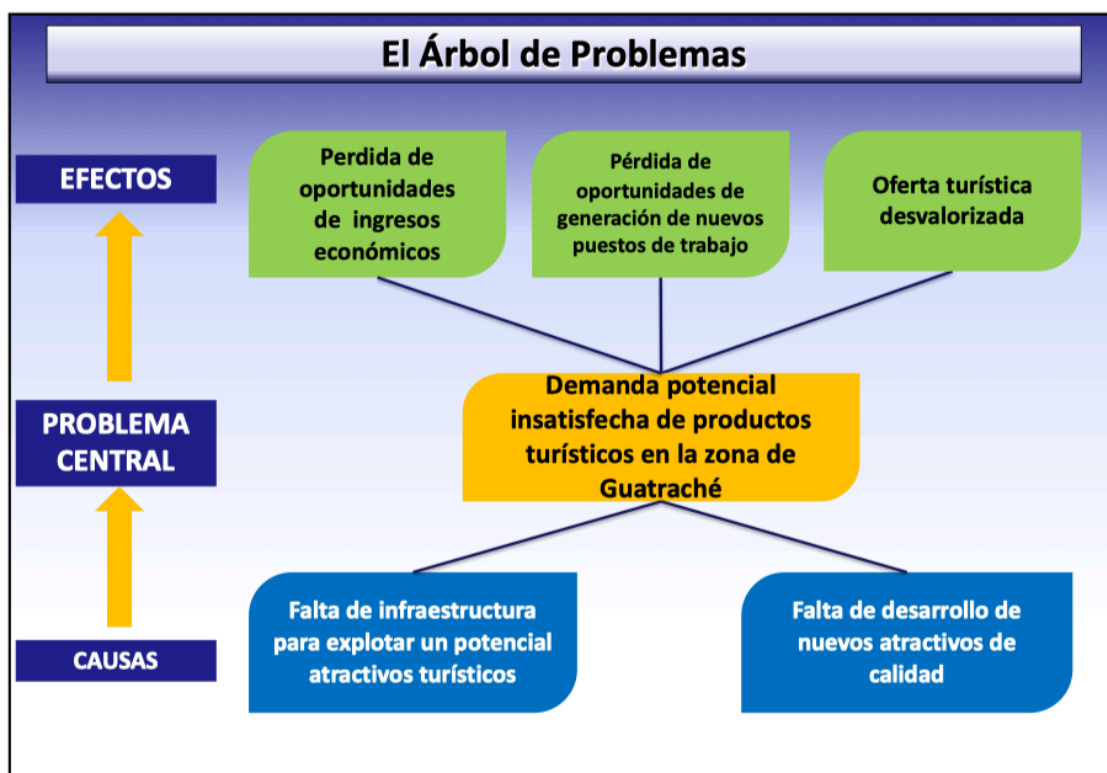 El Árbol de Problemas
EFECTOS
Perdida de
oportunidades
de ingresos
económicos
Pérdida de
oportunidades de
generación de nuevos
puestos de trabajo
Oferta turística
desvalorizada
PROBLEMA
CENTRAL
Demanda potencial
insatisfecha de productos
turísticos en la zona de
Guatraché
CAUSAS
Falta de infraestructura
para explotar un potencial
atractivos turísticos
Falta de desarrollo de
nuevos atractivos de
calidad